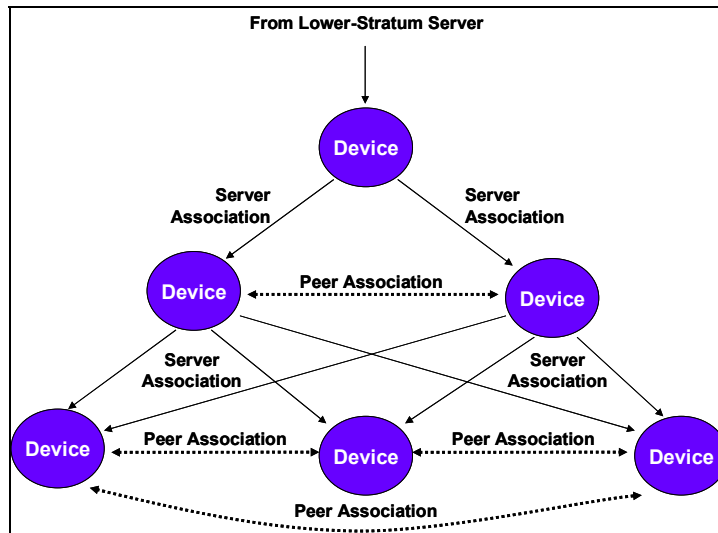 From Lower-Stratum Server
Device
Server
Association
Server
Association
Device
Peer Association
Device
Server
Association
Server
Association
Device
Peer Association
Device
Peer Association
Device
Peer Association